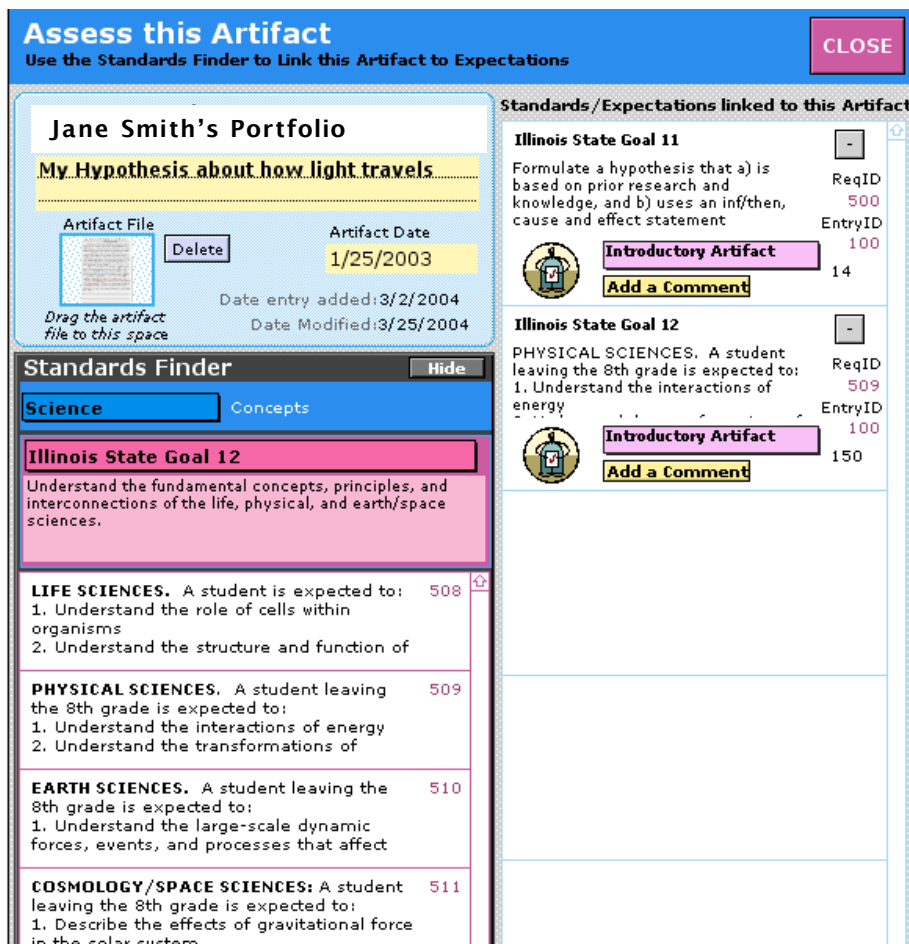 Assess this Artifact
Use the Standards Finder to Link this Artifact to Expectations
CLOSE
Jane Smith's Portfolio
My Hypothesis about how light travels
Artifact File
Delete
Artifact Date
1/25/2003
Drag the artifact
file to this space
Date entry added:3/2/2004
Date Modified:3/25/2004
Standards Finder
Hide
Science
Concepts
Illinois State Goal 12
Understand the fundamental concepts, principles, and
interconnections of the life, physical, and earth/space
sciences.
LIFE SCIENCES. A student is expected to:
508
1. Understand the role of cells within
organisms
2. Understand the structure and function of
PHYSICAL SCIENCES. A student leaving
509
the 8th grade is expected to:
1. Understand the interactions of energy
2. Understand the transformations of
EARTH SCIENCES. A student leaving the
510
8th grade is expected to:
1. Understand the large-scale dynamic
forces, events, and processes that affect
COSMOLOGY/SPACE SCIENCES: A student
511
leaving the 8th grade is expected to:
1. Describe the effects of gravitational force
in the solar system
Standards/Expectations linked to this Artifact
Illinois State Goal 11
-
Formulate a hypothesis that a) is
based on prior research and
knowledge, and b) uses an inf/then,
cause and effect statement
ReqID
500
EntryID
100
14
Introductory Artifact
Add a Comment
Illinois State Goal 12
-
PHYSICAL SCIENCES. A student
leaving the 8th grade is expected to:
1. Understand the interactions of
energy
ReqID
509
EntryID
100
150
Introductory Artifact
Add a Comment